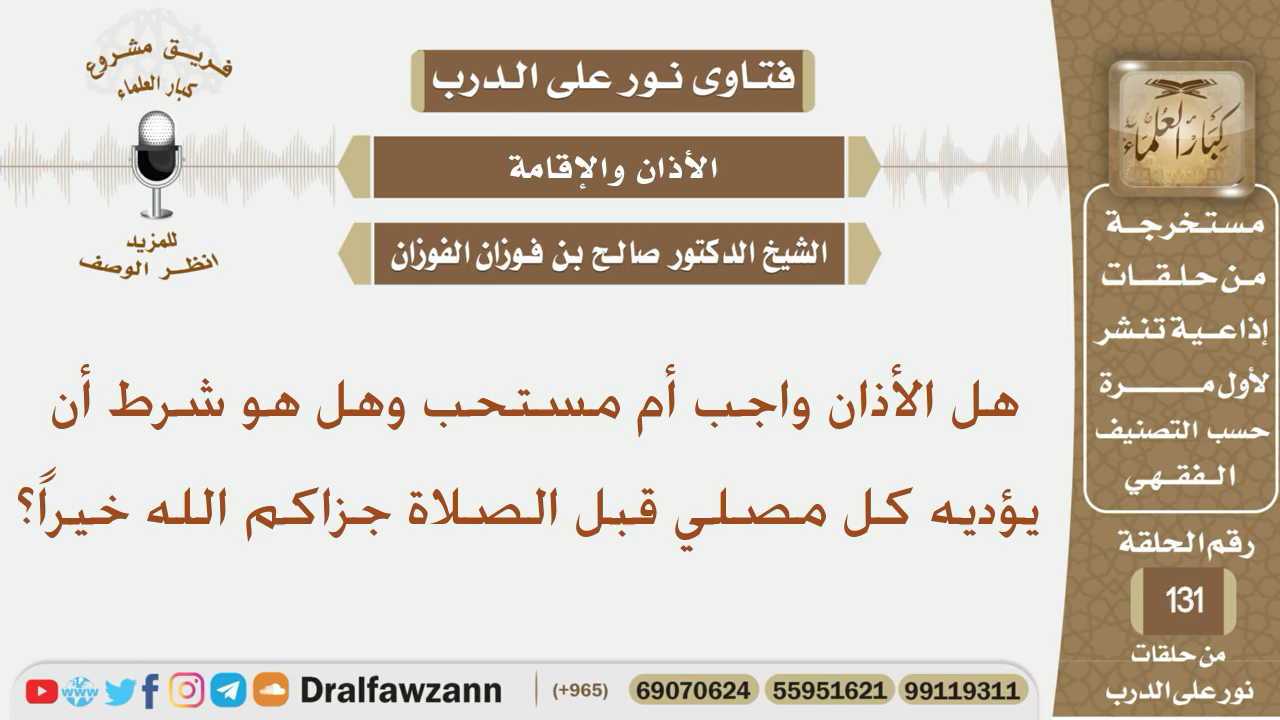 فتاوى نور على الدرب
الأذان والإقامة
الشيخ الدكتور صالح بن فوزان الفوزان
هل الأذان واجب أم مستحب وهل هو شرط أن
يؤديه كل مصلي قبل الصلاة جزاكم الله خيراً؟
كبار العلماء
مستخرجة
من حلقات
إذاعية تنشر
لأول مرة
حسب التصنيف
الفقهي
رقم الحلقة
131
من حلقات
نور على الدرب
فريق مشروع
كبار العلماء
للمزيد
انظر الوصف
www
Dralfawzann
(+965)
69070624
55951621
99119311